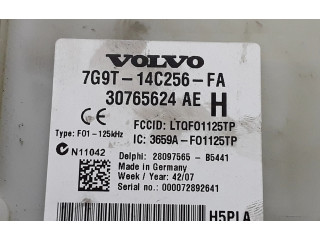 VOLVO
7G9T-14C256-FA
30765624 AE H
CE FCCID: LTQF01125TP
Type: F01-125kHz IC: 3659A-F01125TP
N11042 Delphi: 28097565 - B5441
Made in Germany
Year / Week: 42/07
Serial no.: 000072892641
H5PLA